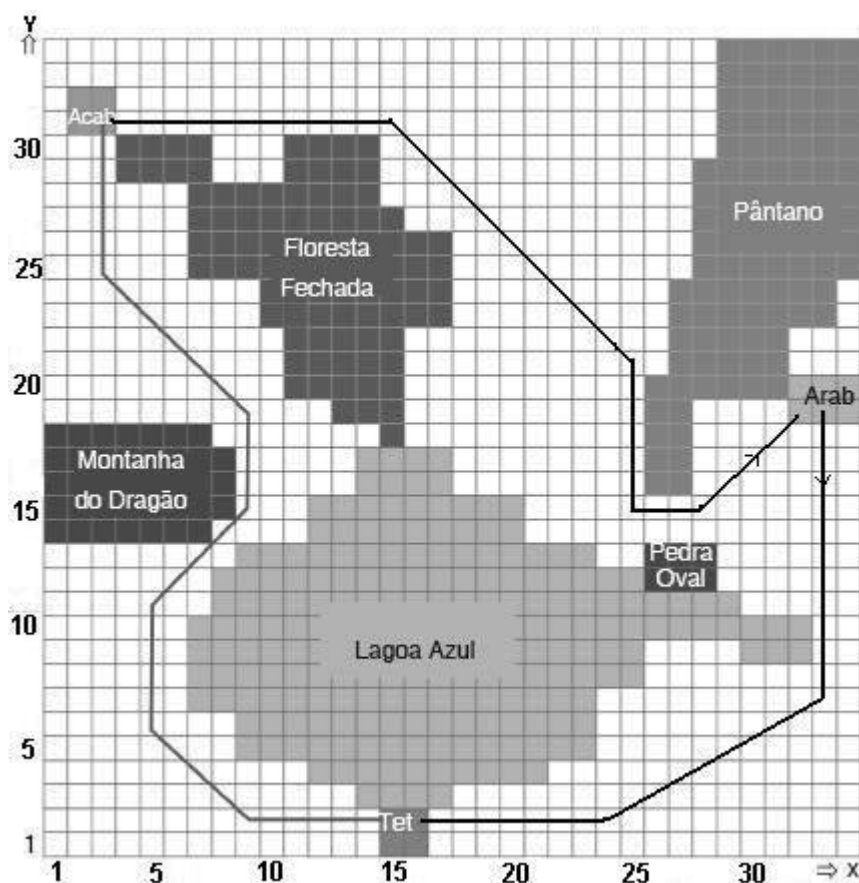 Y
⇑
Acab
30
Floresta
Fechada
Pântano
25
20
Arab
Montanha
do Dragão
15
Pedra
Oval
10
Lagoa Azul
5
Tet
1
1 5 10 15 20 25 30 ⇒ X